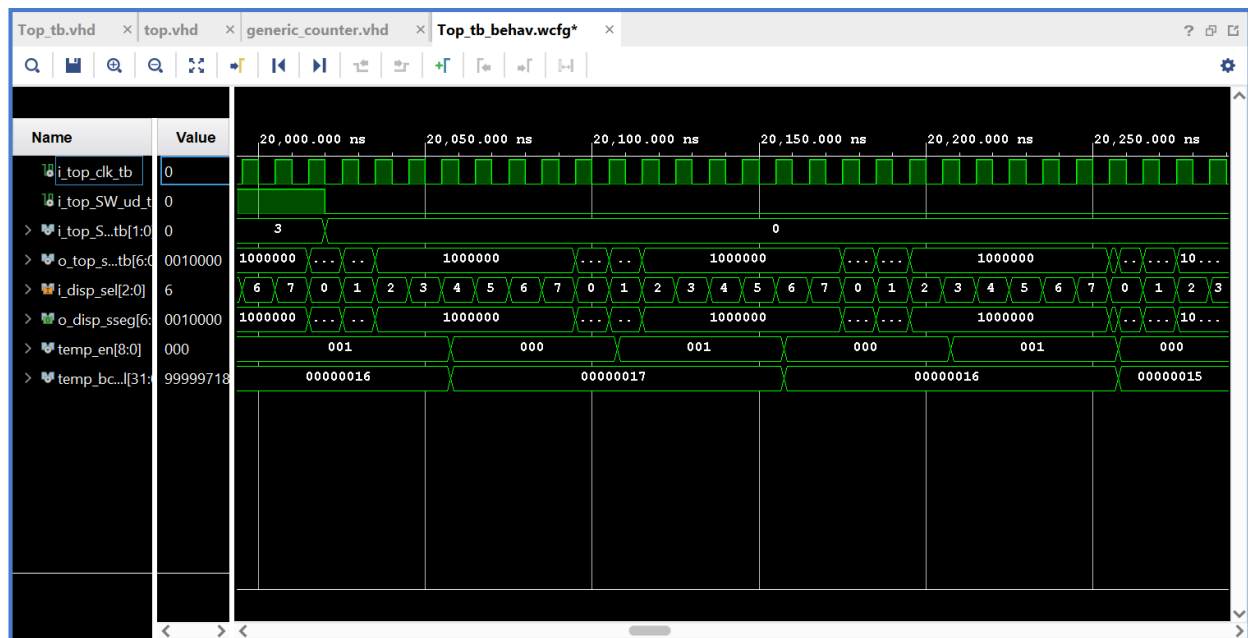 Top_tb.vhd × top.vhd × generic_counter.vhd × Top_tb_behav.wcfg* ×
Name Value 20,000.000 ns 20,050.000 ns 20,100.000 ns 20,150.000 ns 20,200.000 ns 20,250.000 ns
i_top_clk_tb 0
i_top_SW_ud_t 0
i_top_S...tb[1:0] 0 3 0
o_top_s...tb[6:0 0010000 1000000 ... .. 1000000 ... .. 1000000 ... ... 1000000 ... ... 10...
i_disp_sel[2:0] 6 6 7 0 1 2 3 4 5 6 7 0 1 2 3 4 5 6 7 0 1 2 3 4 5 6 7 0 1 2 3
o_disp_sseg[6: 0010000 1000000 ... .. 1000000 ... .. 1000000 ... ... 1000000 ... ... 10...
temp_en[8:0] 000 001 000 001 000 001 000
temp_bc...l[31:0 99999718 00000016 00000017 00000016 00000015